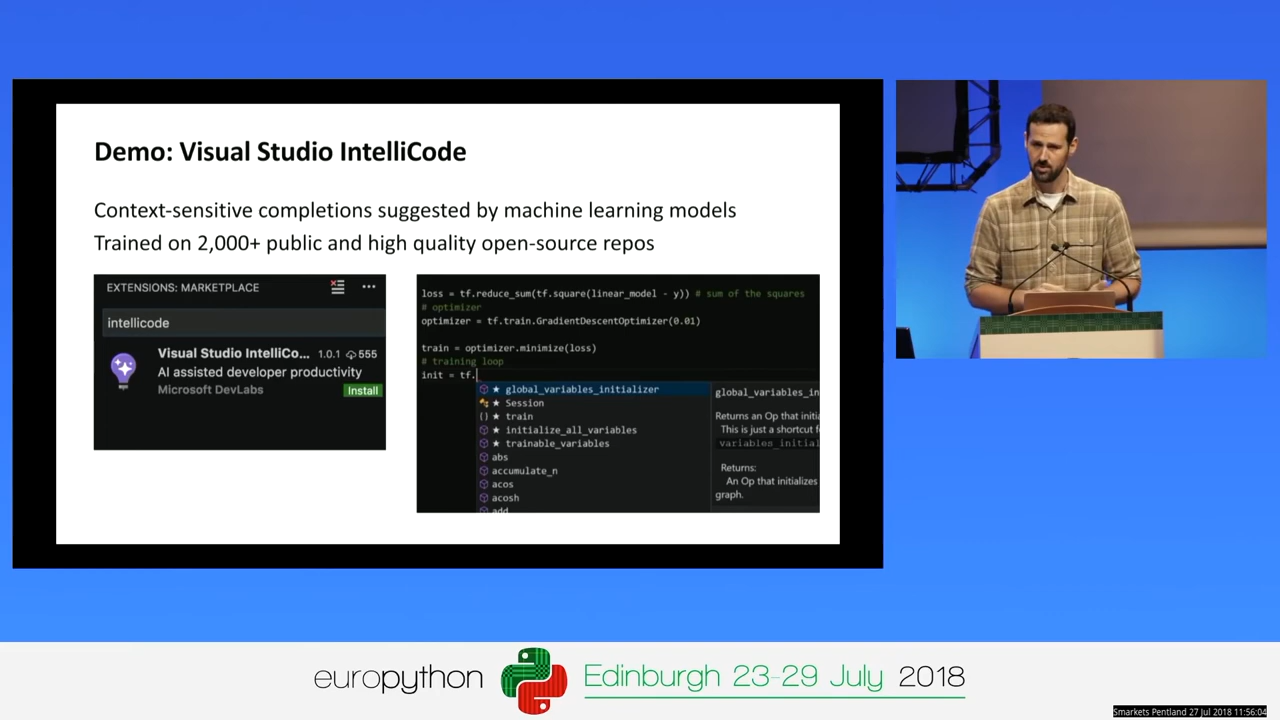 Demo: Visual Studio IntelliCode
Context-sensitive completions suggested by machine learning models
Trained on 2,000+ public and high quality open-source repos
EXTENSIONS: MARKETPLACE
intellicode
Visual Studio IntelliCo... 1.0.1 555
AI assisted developer productivity
Microsoft DevLabs
Install
loss = tf.reduce_sum(tf.square(linear_model - y)) # sum of the squares
# optimizer
optimizer = tf.train.GradientDescentOptimizer(0.01)
train = optimizer.minimize(loss)
# training loop
init = tf.
★ global_variables_initializer
★ Session
★ train
★ initialize_all_variables
★ trainable_variables
abs
accumulate_n
acos
acosh
add
global_variables_in
Returns an Op that initia
This is just a shortcut f
variables_initial
Returns:
An Op that initializes
graph.
europython
Edinburgh 23-29 July 2018
Smarkets Pentland 27 Jul 2018 11:56:04